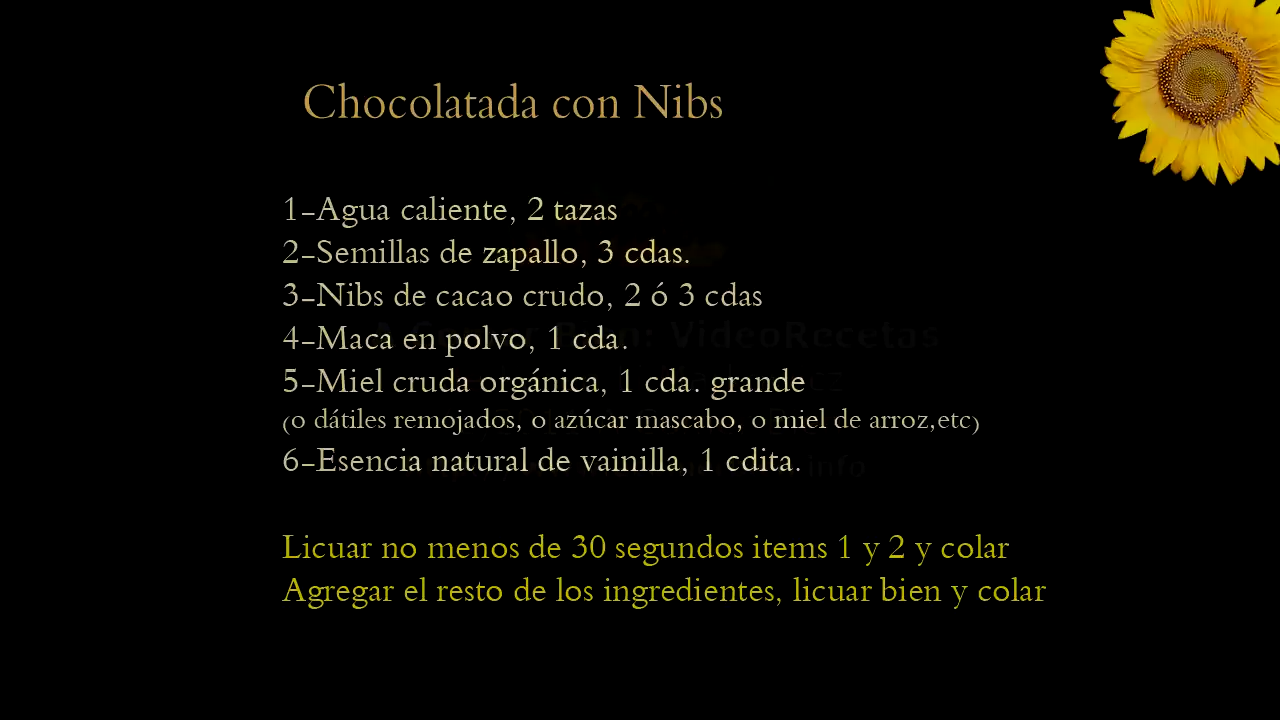 Chocolatada con Nibs
1-Agua caliente, 2 tazas
2-Semillas de zapallo, 3 cdas.
3-Nibs de cacao crudo, 2 ó 3 cdas
4-Maca en polvo, 1 cda.
5-Miel cruda orgánica, 1 cda. grande
(o dátiles remojados, o azúcar mascabo, o miel de arroz,etc)
6-Esencia natural de vainilla, 1 cdita.
Licuar no menos de 30 segundos items 1 y 2 y colar
Agregar el resto de los ingredientes, licuar bien y colar
VideoRecetas
info